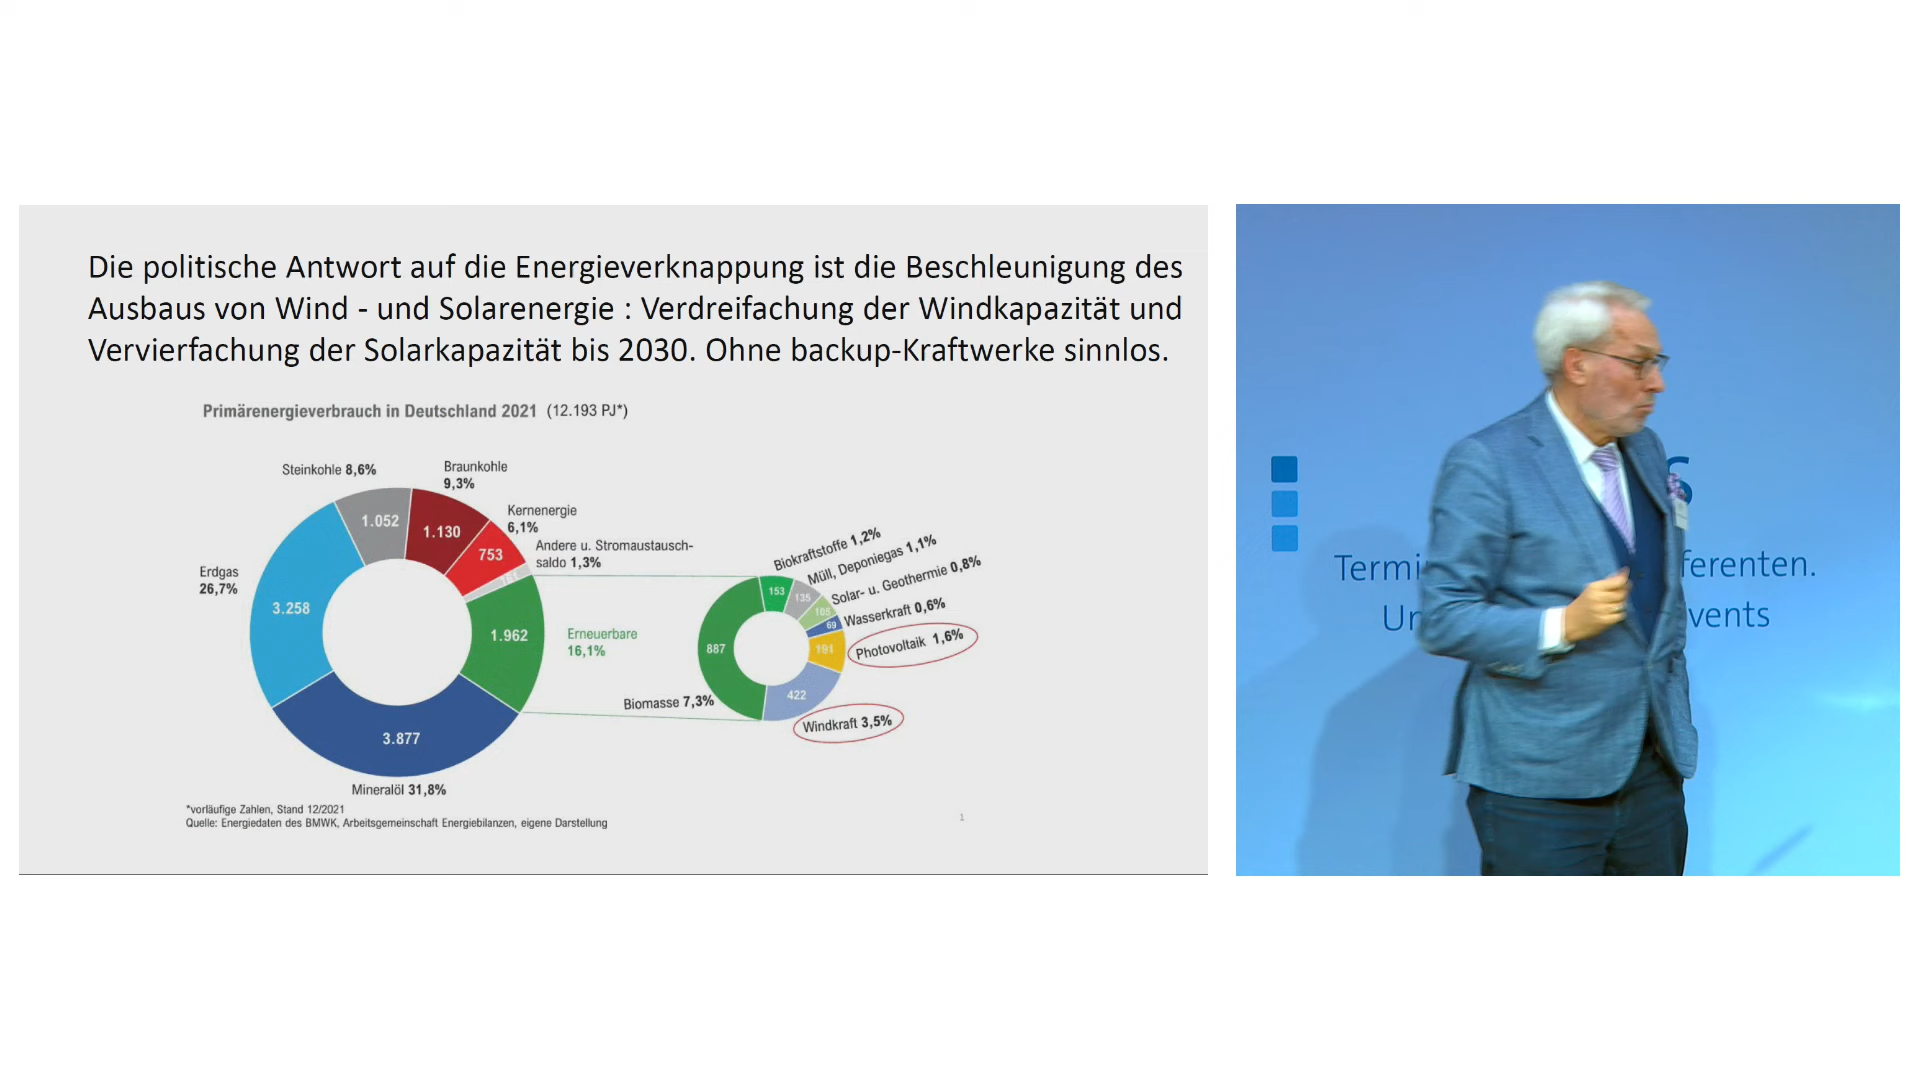 Die politische Antwort auf die Energieverknappung ist die Beschleunigung des
Ausbaus von Wind - und Solarenergie : Verdreifachung der Windkapazität und
Vervierfachung der Solarkapazität bis 2030. Ohne backup-Kraftwerke sinnlos.
Primärenergieverbrauch in Deutschland 2021 (12.193 PJ*)
Steinkohle 8,6%
Braunkohle
9,3%
Kernenergie
6,1%
Andere u. Stromaustausch-
saldo 1,3%
Erdgas
26,7%
1.052
1.130
753
3.258
1.962
3.877
Erneuerbare
16,1%
Mineralöl 31,8%
Biokraftstoffe 1,2%
Müll, Deponiegas 1,1%
Solar- u. Geothermie 0,8%
Wasserkraft 0,6%
Photovoltaik 1,6%
Windkraft 3,5%
Biomasse 7,3%
153
135
105
69
191
422
887
*vorläufige Zahlen, Stand 12/2021
Quelle: Energiedaten des BMWK, Arbeitsgemeinschaft Energiebilanzen, eigene Darstellung
1
S
Termi ferenten.
Un vents